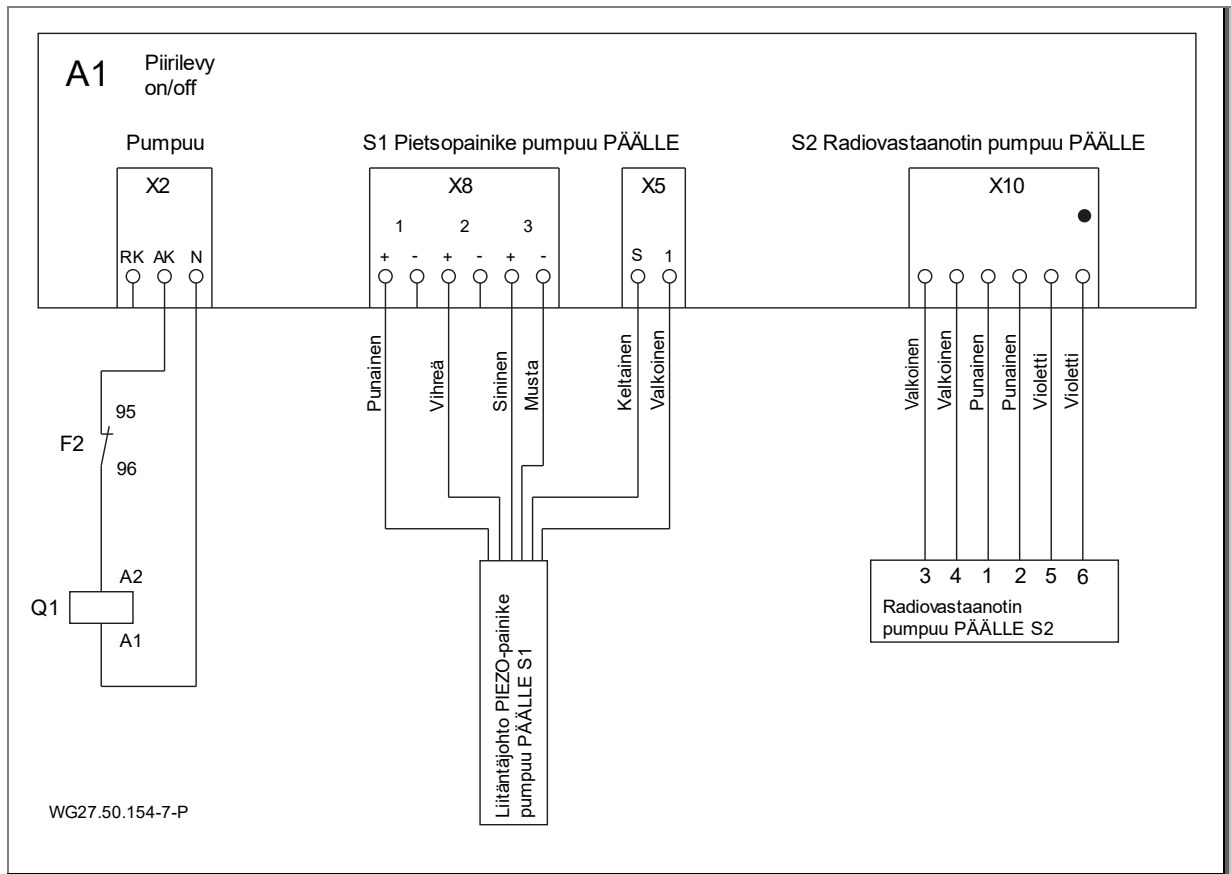 A1
Piirilevy
on/off
Pumpuu
S1 Pietsopainike pumpuu PÄÄLLE
S2 Radiovastaanotin pumpuu PÄÄLLE
X2
X8
X5
X10
1 2 3
RK AK N
+ - + - + -
S 1
Punainen
Vihreä
Sininen
Musta
Keltainen
Valkoinen
Valkoinen
Valkoinen
Punainen
Punainen
Violetti
Violetti
95
F2
96
A2
Q1
A1
3 4 1 2 5 6
Radiovastaanotin
pumpuu PÄÄLLE S2
Liitäntäjohto PIEZO-painike
pumpuu PÄÄLLE S1
WG27.50.154-7-P